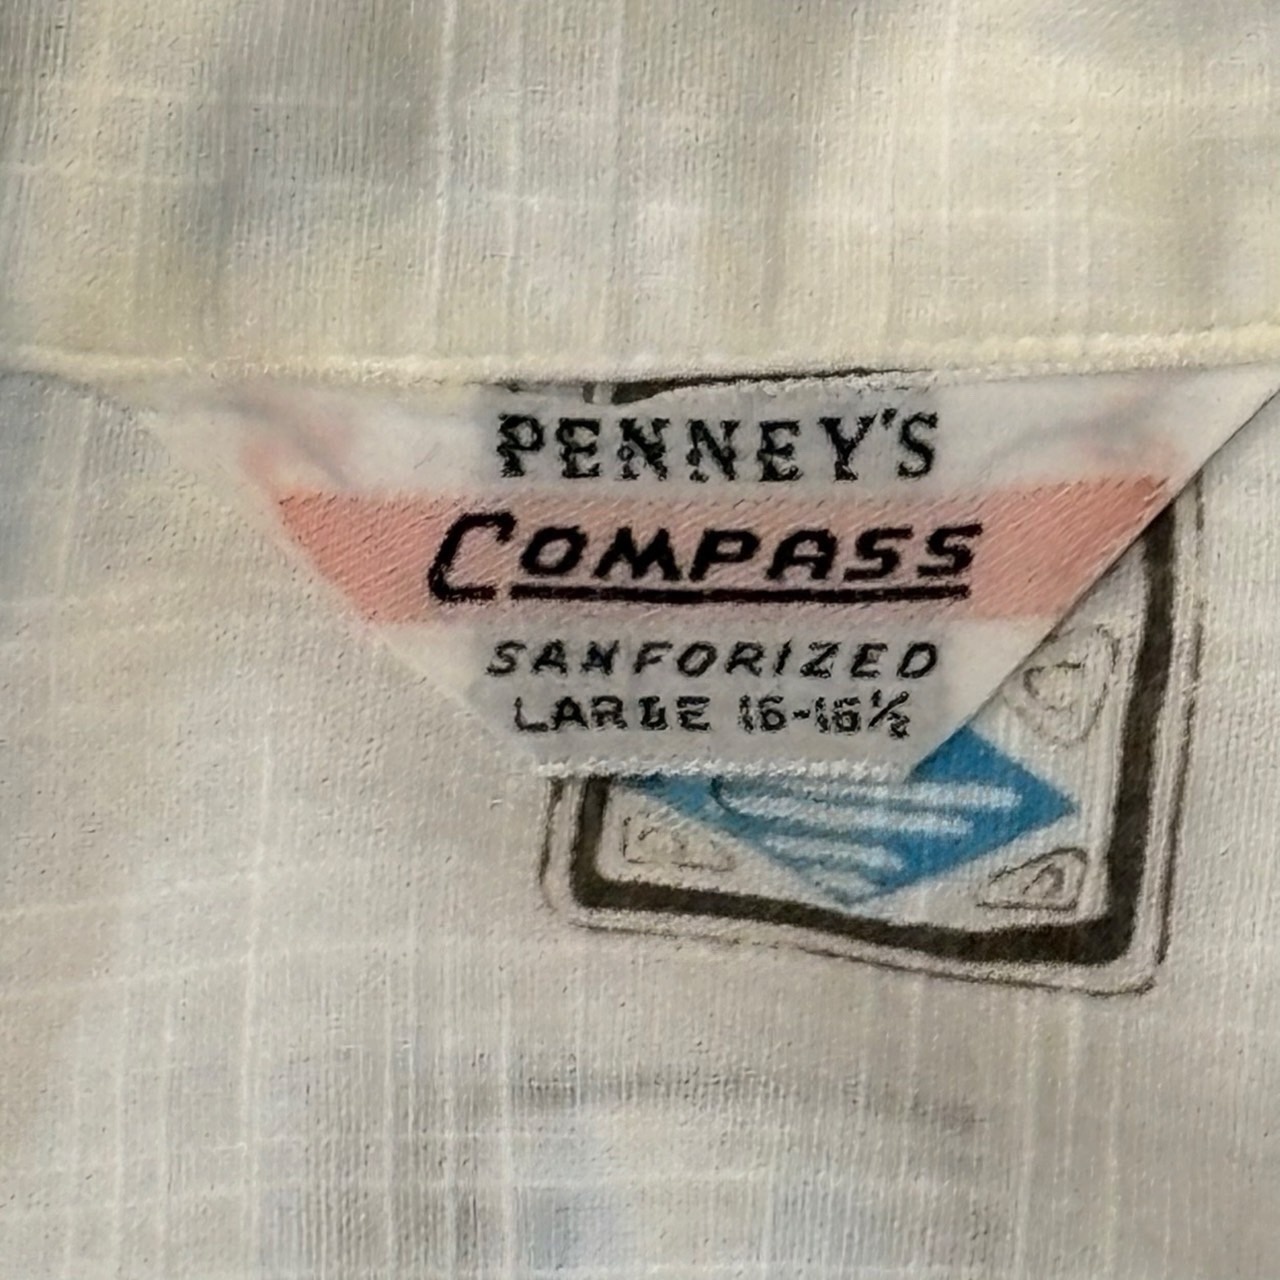 PENNEY'S
COMPASS
SANFORIZED
LARGE 16-16½